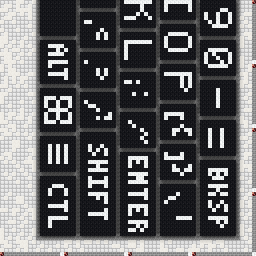 9 0 - = BKSP
I O P [{ ]} \|
K L ;: '" ENTER
,< .> /? SHIFT
ALT CTL